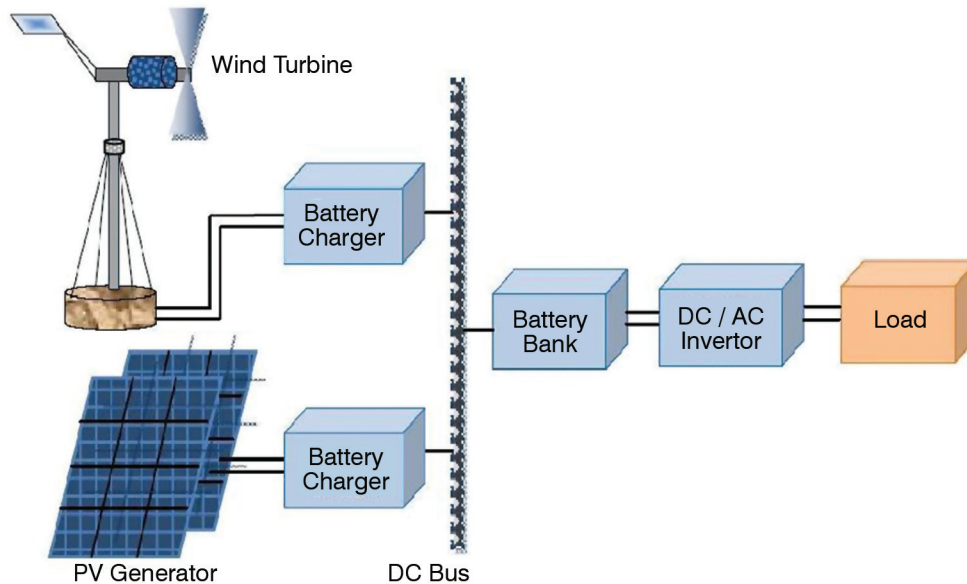 Wind Turbine
Battery
Charger
Battery
Bank
DC / AC
Invertor
Load
Battery
Charger
PV Generator
DC Bus